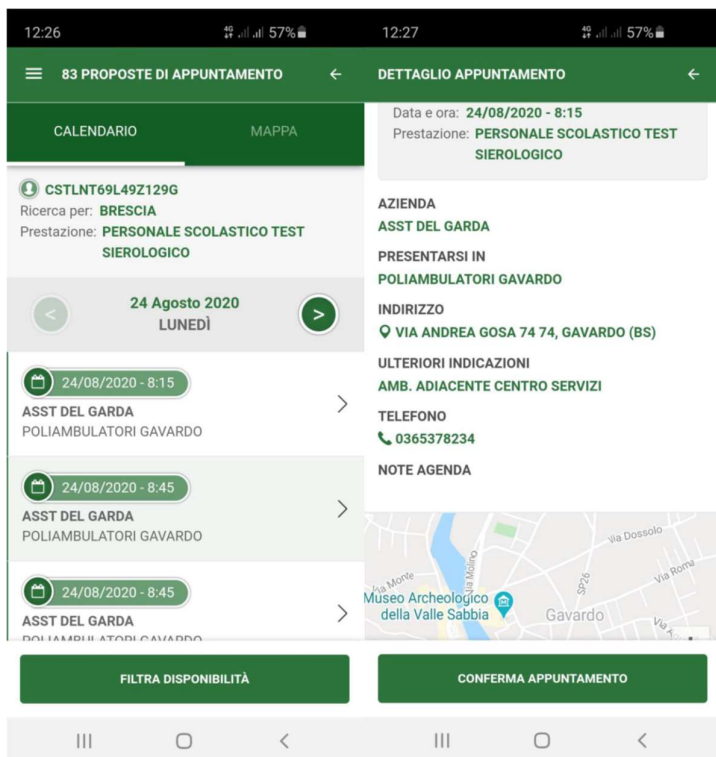 12:26
4G 57%
83 PROPOSTE DI APPUNTAMENTO
CALENDARIO MAPPA
CSTLNT69L49Z129G
Ricerca per: BRESCIA
Prestazione: PERSONALE SCOLASTICO TEST
SIEROLOGICO
24 Agosto 2020
LUNEDÌ
24/08/2020 - 8:15
ASST DEL GARDA
POLIAMBULATORI GAVARDO
24/08/2020 - 8:45
ASST DEL GARDA
POLIAMBULATORI GAVARDO
24/08/2020 - 8:45
ASST DEL GARDA
POLIAMBULATORI GAVARDO
FILTRA DISPONIBILITÀ
12:27
4G 57%
DETTAGLIO APPUNTAMENTO
Data e ora: 24/08/2020 - 8:15
Prestazione: PERSONALE SCOLASTICO TEST
SIEROLOGICO
AZIENDA
ASST DEL GARDA
PRESENTARSI IN
POLIAMBULATORI GAVARDO
INDIRIZZO
VIA ANDREA GOSA 74 74, GAVARDO (BS)
ULTERIORI INDICAZIONI
AMB. ADIACENTE CENTRO SERVIZI
TELEFONO
0365378234
NOTE AGENDA
Via Dossolo
Via Molino
Via Roma
SP26
Via Monte
Museo Archeologico
della Valle Sabbia
Gavardo
CONFERMA APPUNTAMENTO